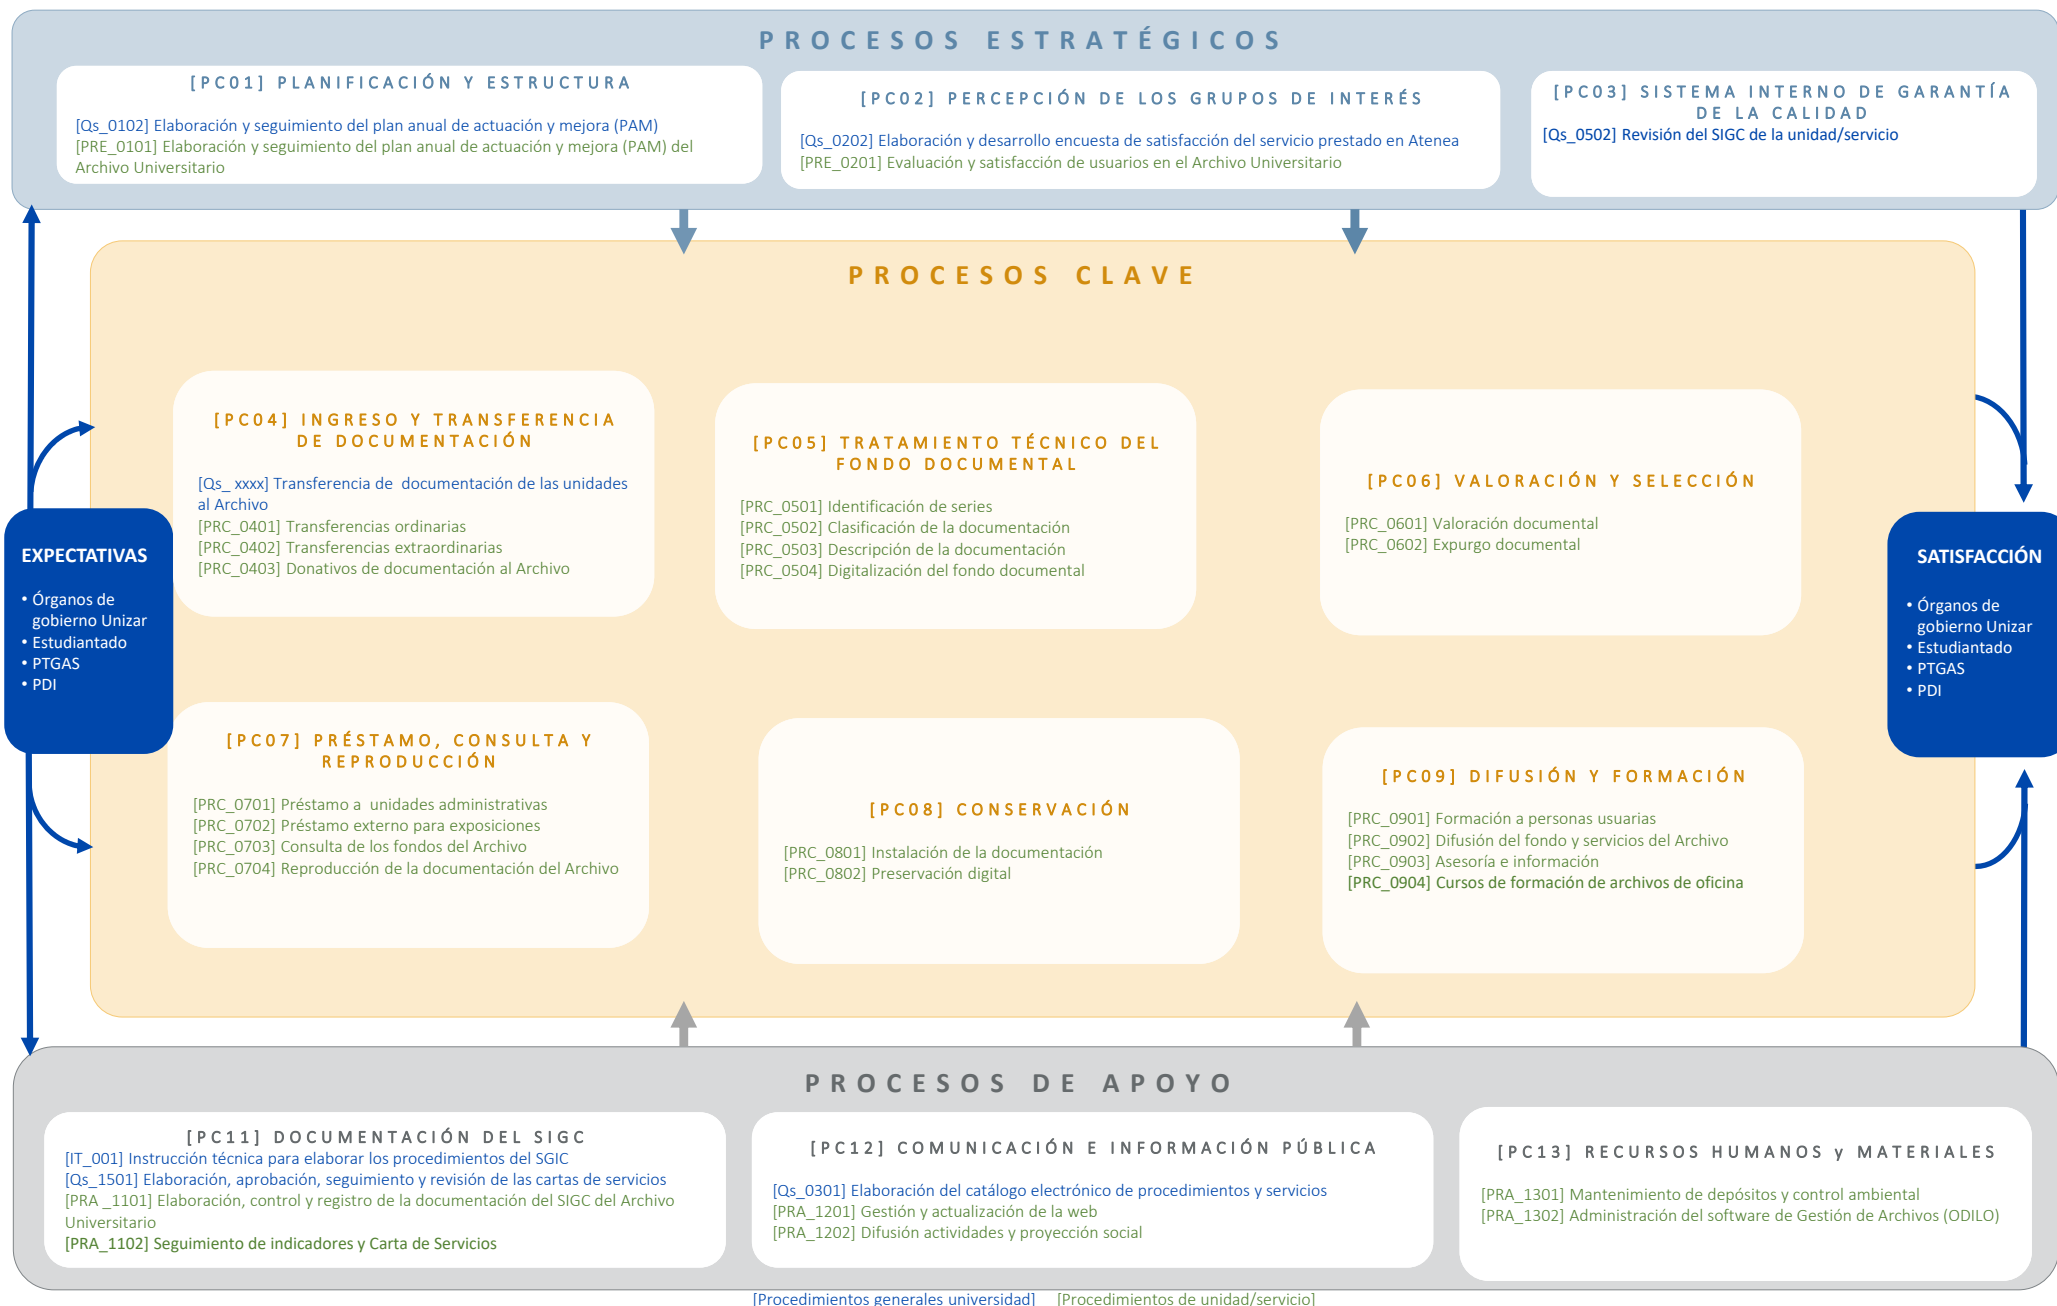 PROCESOS ESTRATÉGICOS
[PC01] PLANIFICACIÓN Y ESTRUCTURA
[Qs_0102] Elaboración y seguimiento del plan anual de actuación y mejora (PAM)
[PRE_0101] Elaboración y seguimiento del plan anual de actuación y mejora (PAM) del
Archivo Universitario
[PC02] PERCEPCIÓN DE LOS GRUPOS DE INTERÉS
[Qs_0202] Elaboración y desarrollo encuesta de satisfacción del servicio prestado en Atenea
[PRE_0201] Evaluación y satisfacción de usuarios en el Archivo Universitario
[PC03] SISTEMA INTERNO DE GARANTÍA
DE LA CALIDAD
[Qs_0502] Revisión del SIGC de la unidad/servicio
PROCESOS CLAVE
[PC04] INGRESO Y TRANSFERENCIA
DE DOCUMENTACIÓN
[Qs_ xxxx] Transferencia de  documentación de las unidades
al Archivo
[PRC_0401] Transferencias ordinarias
[PRC_0402] Transferencias extraordinarias
[PRC_0403] Donativos de documentación al Archivo
[PC05] TRATAMIENTO TÉCNICO DEL
FONDO DOCUMENTAL
[PRC_0501] Identificación de series
[PRC_0502] Clasificación de la documentación
[PRC_0503] Descripción de la documentación
[PRC_0504] Digitalización del fondo documental
[PC06] VALORACIÓN Y SELECCIÓN
[PRC_0601] Valoración documental
[PRC_0602] Expurgo documental
EXPECTATIVAS
• Órganos de
gobierno Unizar
• Estudiantado
• PTGAS
• PDI
SATISFACCIÓN
• Órganos de
gobierno Unizar
• Estudiantado
• PTGAS
• PDI
[PC07] PRÉSTAMO, CONSULTA Y
REPRODUCCIÓN
[PRC_0701] Préstamo a  unidades administrativas
[PRC_0702] Préstamo externo para exposiciones
[PRC_0703] Consulta de los fondos del Archivo
[PRC_0704] Reproducción de la documentación del Archivo
[PC08] CONSERVACIÓN
[PRC_0801] Instalación de la documentación
[PRC_0802] Preservación digital
[PC09] DIFUSIÓN Y FORMACIÓN
[PRC_0901] Formación a personas usuarias
[PRC_0902] Difusión del fondo y servicios del Archivo
[PRC_0903] Asesoría e información
[PRC_0904] Cursos de formación de archivos de oficina
PROCESOS DE APOYO
[PC11] DOCUMENTACIÓN DEL SIGC
[IT_001] Instrucción técnica para elaborar los procedimientos del SGIC
[Qs_1501] Elaboración, aprobación, seguimiento y revisión de las cartas de servicios
[PRA _1101] Elaboración, control y registro de la documentación del SIGC del Archivo
Universitario
[PRA_1102] Seguimiento de indicadores y Carta de Servicios
[PC12] COMUNICACIÓN E INFORMACIÓN PÚBLICA
[Qs_0301] Elaboración del catálogo electrónico de procedimientos y servicios
[PRA_1201] Gestión y actualización de la web
[PRA_1202] Difusión actividades y proyección social
[PC13] RECURSOS HUMANOS y MATERIALES
[PRA_1301] Mantenimiento de depósitos y control ambiental
[PRA_1302] Administración del software de Gestión de Archivos (ODILO)
[Procedimientos generales universidad] [Procedimientos de unidad/servicio]